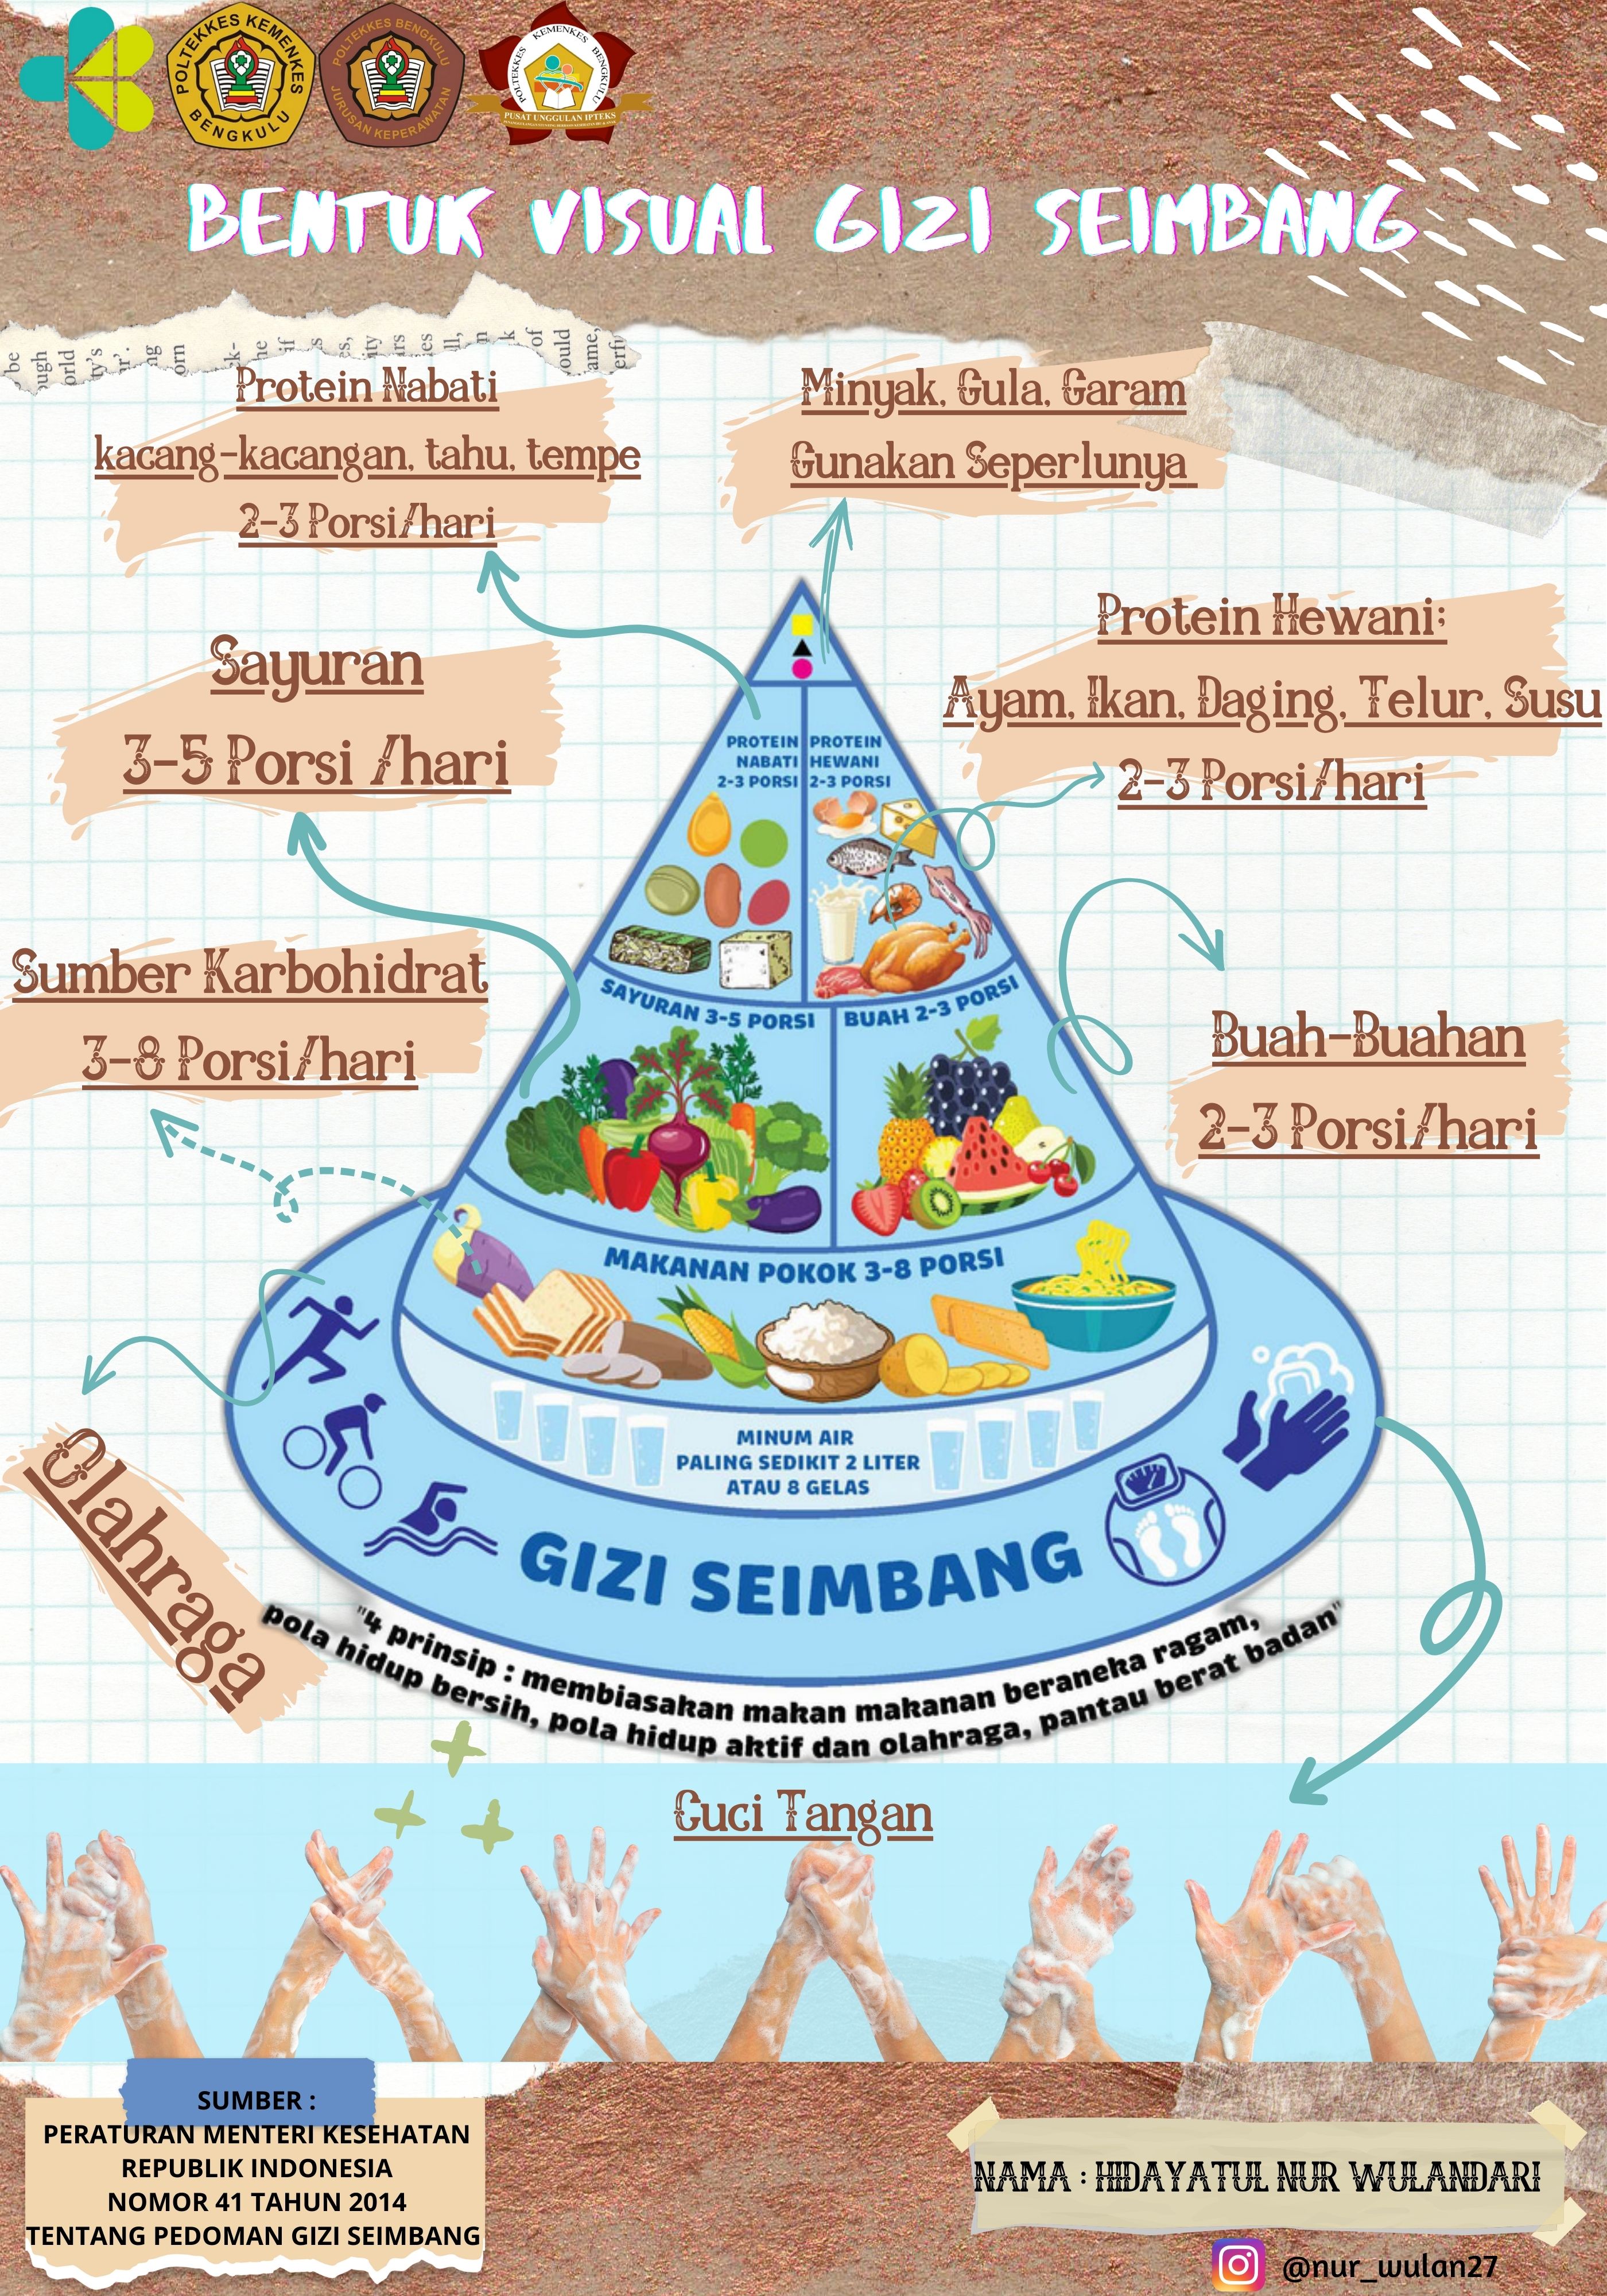 POLTEKKES KEMENKES
BENGKULU
POLTEKKES BENGKULU
JURUSAN KEPERAWATAN
POLTEKKES KEMENKES BENGKULU
PUSAT UNGGULAN IPTEKS
BENTUK VISUAL GIZI SEIMBANG
Protein Nabati
kacang-kacangan, tahu, tempe
2-3 Porsi/hari
Minyak, Gula, Garam
Gunakan Seperlunya
Sayuran
3-5 Porsi /hari
Protein Hewani;
Ayam, Ikan, Daging, Telur, Susu
2-3 Porsi/hari
Sumber Karbohidrat
3-8 Porsi/hari
Buah-Buahan
2-3 Porsi/hari
PROTEIN
NABATI
2-3 PORSI
PROTEIN
HEWANI
2-3 PORSI
SAYURAN 3-5 PORSI
BUAH 2-3 PORSI
MAKANAN POKOK 3-8 PORSI
MINUM AIR
PALING SEDIKIT 2 LITER
ATAU 8 GELAS
GIZI SEIMBANG
Olahraga
"4 prinsip : membiasakan makan makanan beraneka ragam,
pola hidup bersih, pola hidup aktif dan olahraga, pantau berat badan"
Cuci Tangan
SUMBER :
PERATURAN MENTERI KESEHATAN
REPUBLIK INDONESIA
NOMOR 41 TAHUN 2014
TENTANG PEDOMAN GIZI SEIMBANG
NAMA : HIDAYATUL NUR WULANDARI
@nur_wulan27